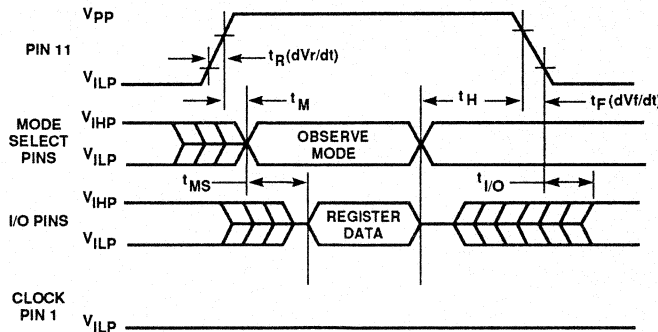 VPP
PIN 11
tR(dVr/dt)
VILP
tM
tH
tF(dVf/dt)
MODE
SELECT
PINS
VIHP
OBSERVE
MODE
VILP
tMS
tI/O
VIHP
I/O PINS
REGISTER
DATA
VILP
CLOCK
PIN 1
VILP